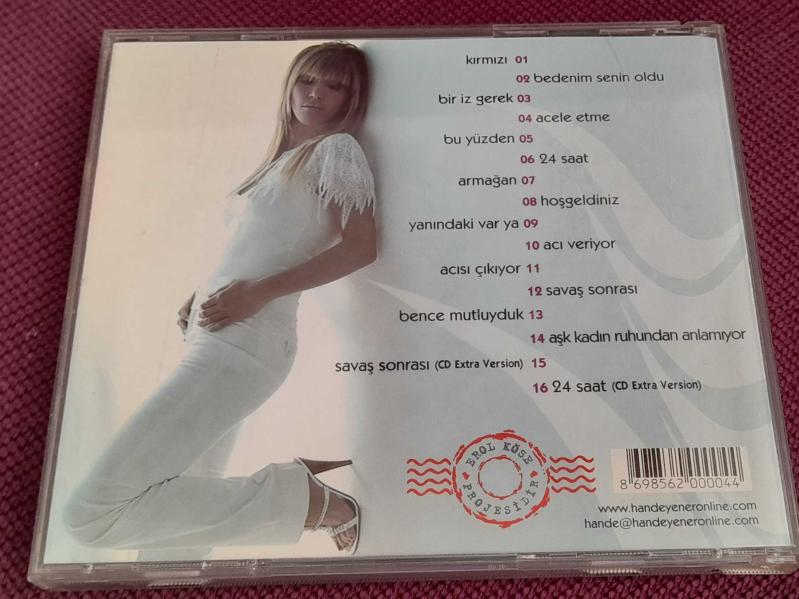 kırmızı 01
02 bedenim senin oldu
bir iz gerek 03
04 acele etme
bu yüzden 05
06 24 saat
armağan 07
08 hoşgeldiniz
yanındaki var ya 09
10 acı veriyor
acısı çıkıyor 11
12 savaş sonrası
bence mutluyduk 13
14 aşk kadın ruhundan anlamıyor
savaş sonrası (CD Extra Version) 15
16 24 saat (CD Extra Version)
EROL KÖSE
PROJESİDİR
8 698562 000044
www.handeyeneronline.com
hande@handeyeneronline.com